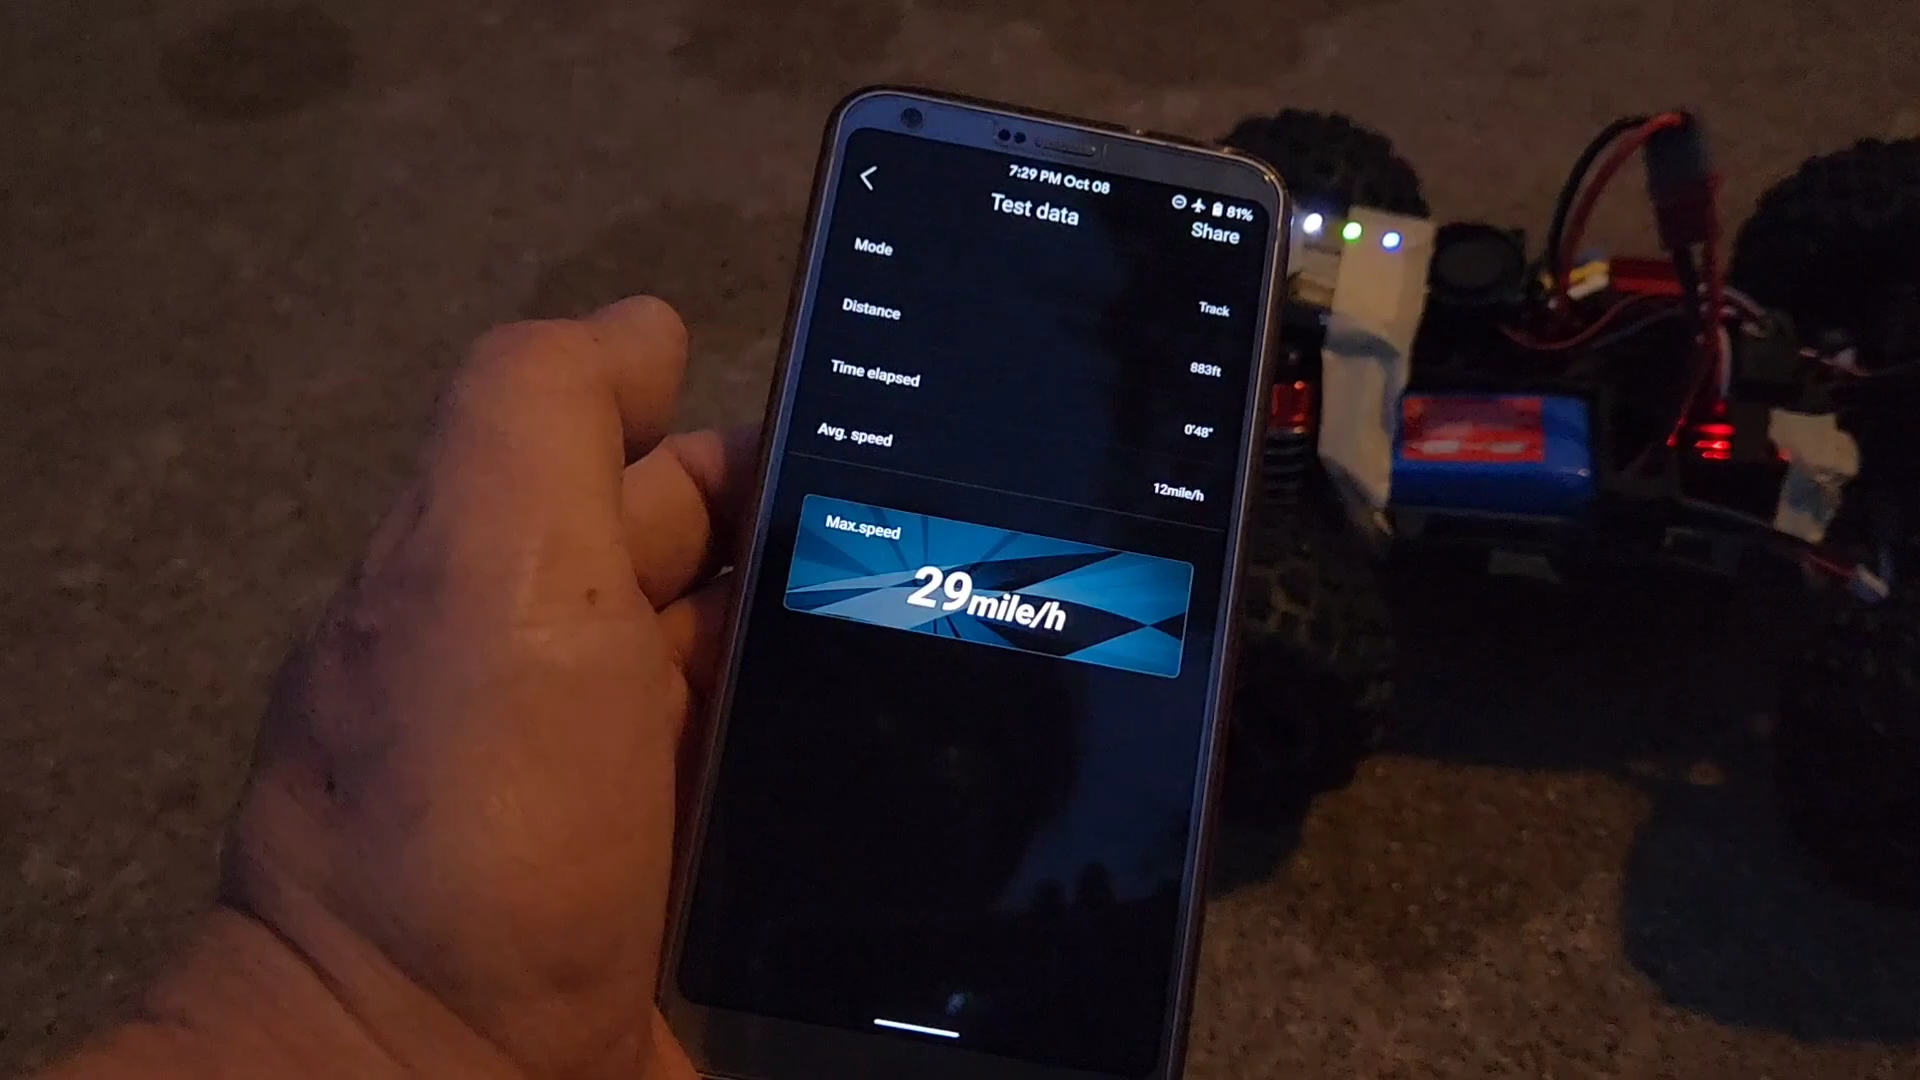 7:29 PM Oct 08
81%
Test data
Share
Mode
Track
Distance
883ft
Time elapsed
0'48"
Avg. speed
12mile/h
Max.speed
29mile/h